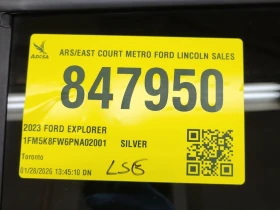 ADESA
ARS/EAST COURT METRO FORD LINCOLN SALES
847950
2023 FORD EXPLORER
1FM5K8FW6PNA02001 SILVER
Toronto
01/28/2026 13:45:10 DN